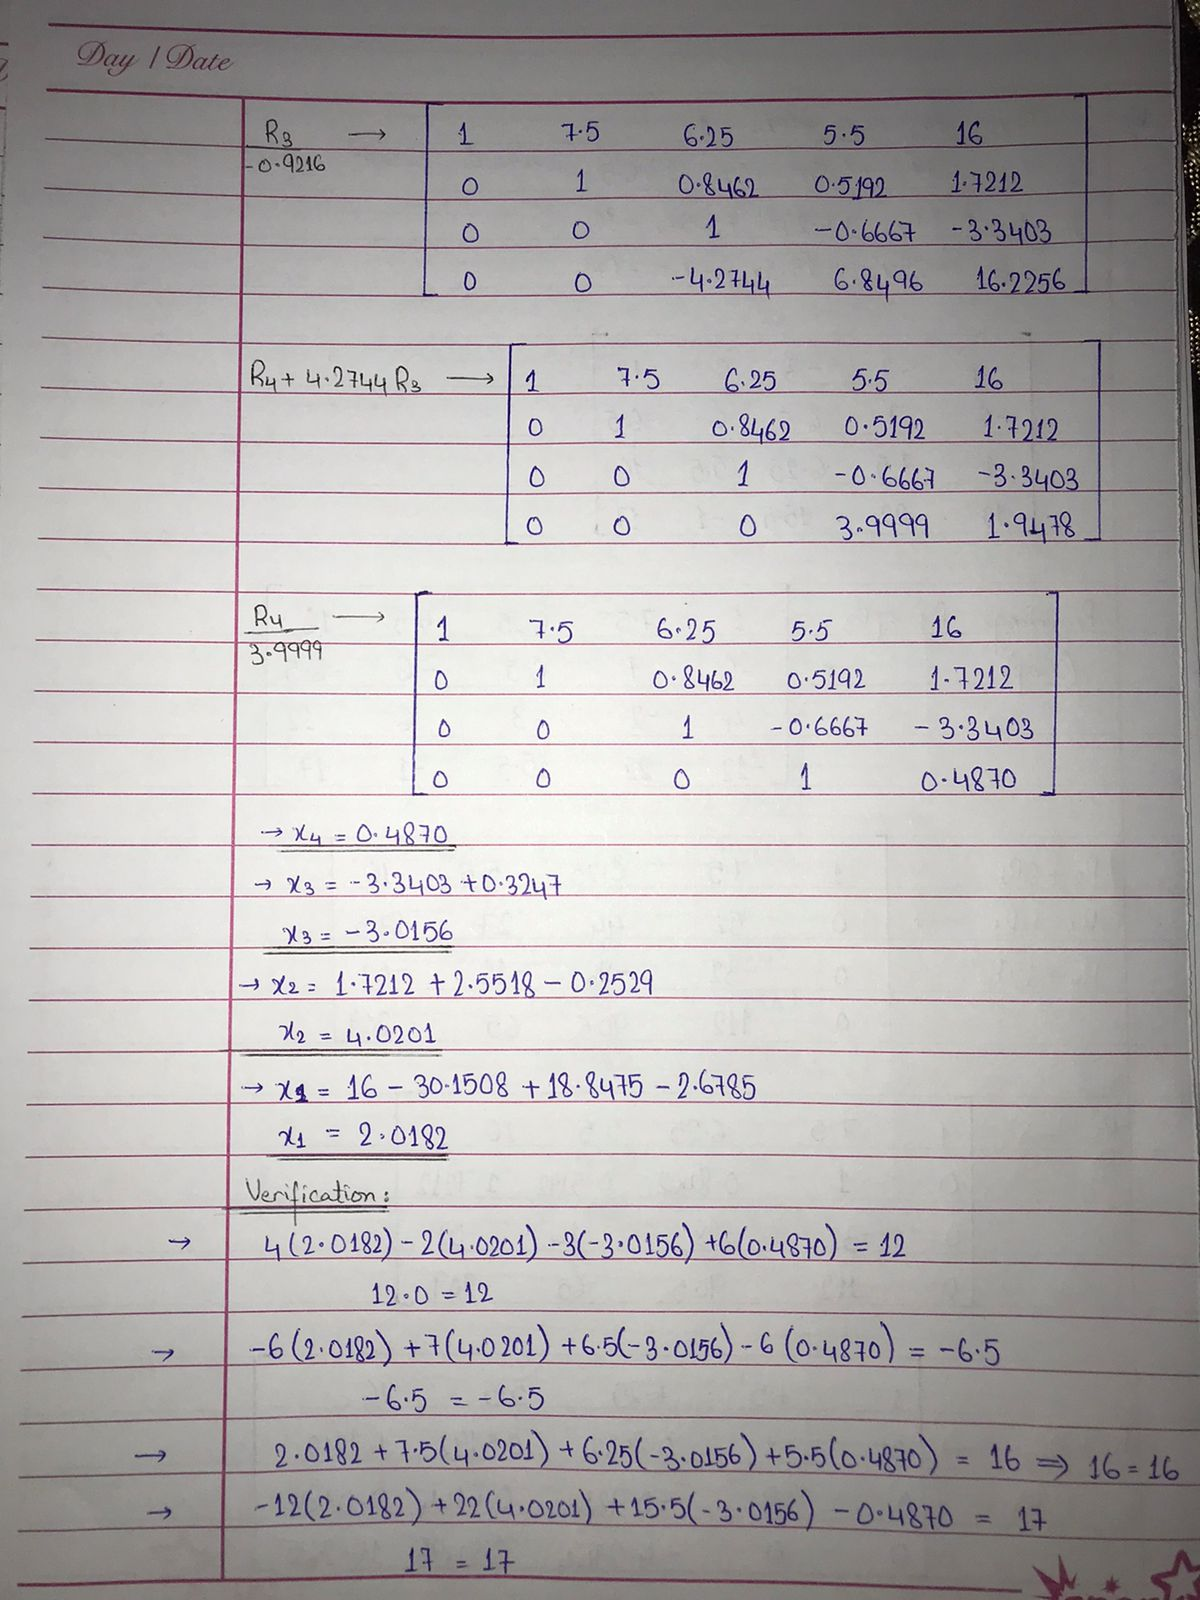 Day / Date
R3 / -0.9216 → [ 1 7.5 6.25 5.5 16
0 1 0.8462 0.5192 1.7212
0 0 1 -0.6667 -3.3403
0 0 -4.2744 6.8496 16.2256 ]
R4 + 4.2744 R3 → [ 1 7.5 6.25 5.5 16
0 1 0.8462 0.5192 1.7212
0 0 1 -0.6667 -3.3403
0 0 0 3.9999 1.9478 ]
R4 / 3.9999 → [ 1 7.5 6.25 5.5 16
0 1 0.8462 0.5192 1.7212
0 0 1 -0.6667 -3.3403
0 0 0 1 0.4870 ]
→ x4 = 0.4870
→ x3 = -3.3403 + 0.3247
x3 = -3.0156
→ x2 = 1.7212 + 2.5518 - 0.2529
x2 = 4.0201
→ x1 = 16 - 30.1508 + 18.8475 - 2.6785
x1 = 2.0182
Verification:
→ 4(2.0182) - 2(4.0201) - 3(-3.0156) + 6(0.4870) = 12
12.0 = 12
→ -6(2.0182) + 7(4.0201) + 6.5(-3.0156) - 6(0.4870) = -6.5
-6.5 = -6.5
→ 2.0182 + 7.5(4.0201) + 6.25(-3.0156) + 5.5(0.4870) = 16 ⇒ 16 = 16
→ -12(2.0182) + 22(4.0201) + 15.5(-3.0156) - 0.4870 = 17
17 = 17